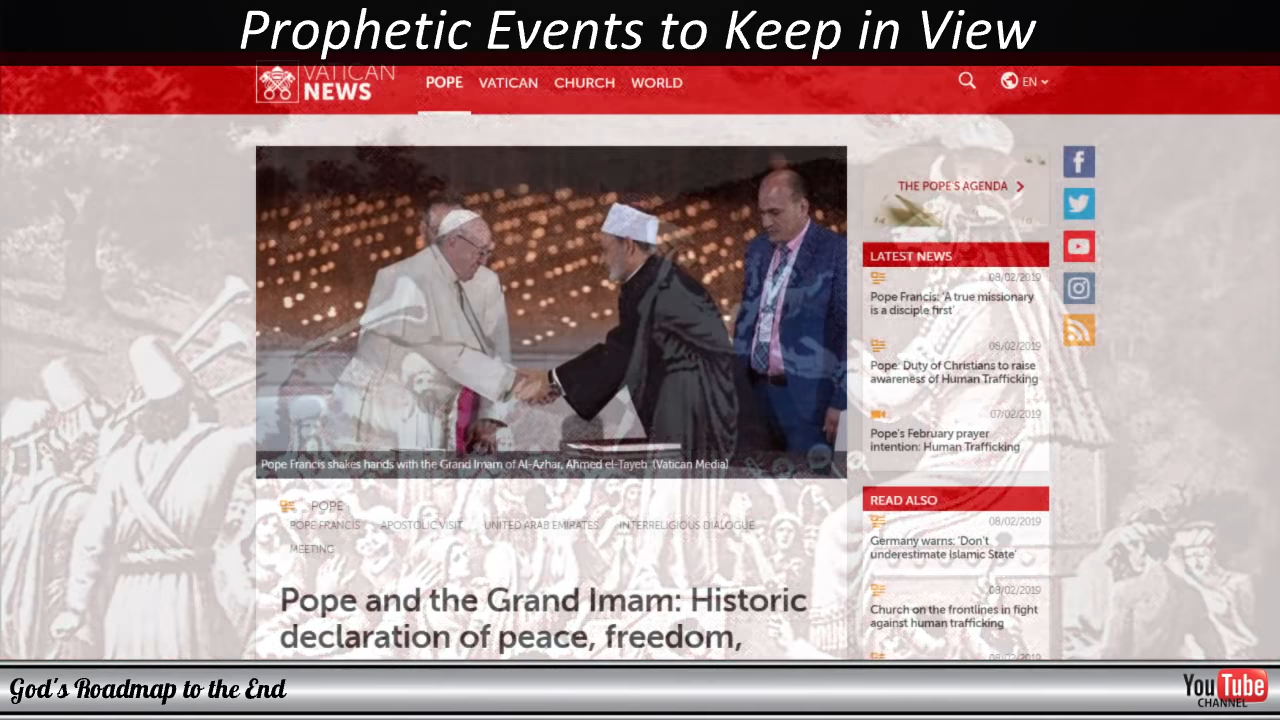 Prophetic Events to Keep in View
VATICAN
NEWS
POPE VATICAN CHURCH WORLD
EN
THE POPE'S AGENDA
LATEST NEWS
08/02/2019
Pope Francis: 'A true missionary
is a disciple first'
08/02/2019
Pope: Duty of Christians to raise
awareness of Human Trafficking
07/02/2019
Pope's February prayer
intention: Human Trafficking
Pope Francis shakes hands with the Grand Imam of Al-Azhar, Ahmed el-Tayeb (Vatican Media)
READ ALSO
08/02/2019
Germany warns: 'Don't
underestimate Islamic State'
08/02/2019
Church on the frontlines in fight
against human trafficking
08/02/2019
POPE
POPE FRANCIS APOSTOLIC VISIT UNITED ARAB EMIRATES INTERRELIGIOUS DIALOGUE
MEETING
Pope and the Grand Imam: Historic
declaration of peace, freedom,
God's Roadmap to the End
YouTube
CHANNEL